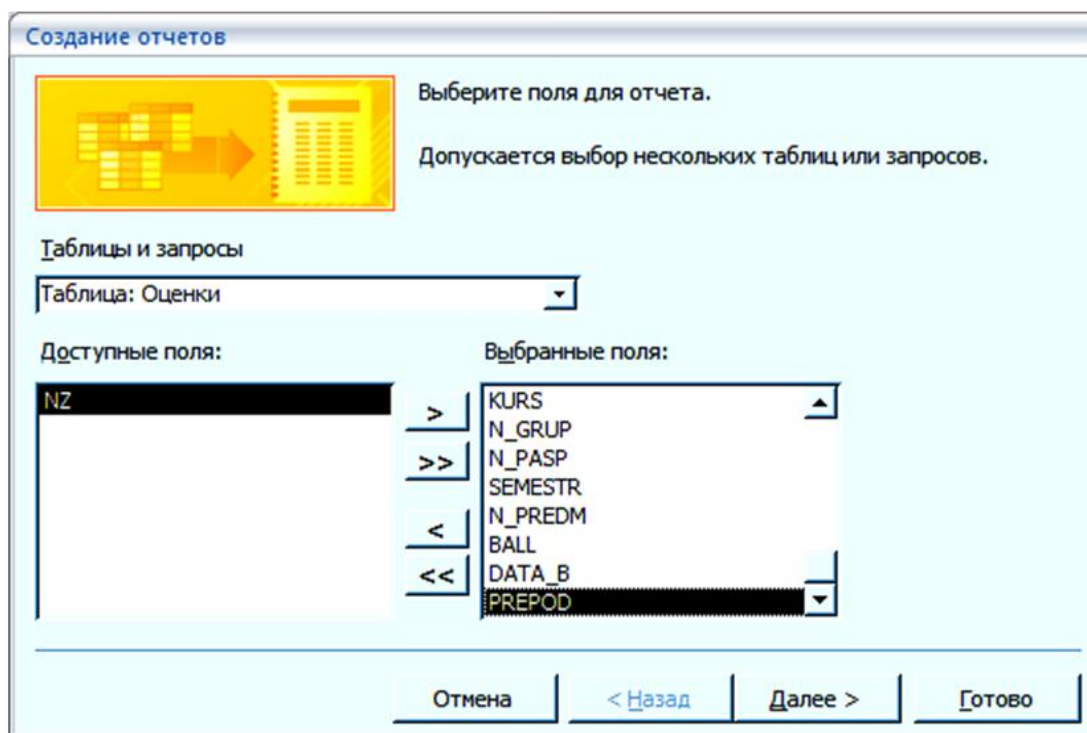 Создание отчетов
Выберите поля для отчета.
Допускается выбор нескольких таблиц или запросов.
Таблицы и запросы
Таблица: Оценки
Доступные поля:
NZ
>
>>
<
<<
Выбранные поля:
KURS
N_GRUP
N_PASP
SEMESTR
N_PREDM
BALL
DATA_B
PREPOD
Отмена
< Назад
Далее >
Готово